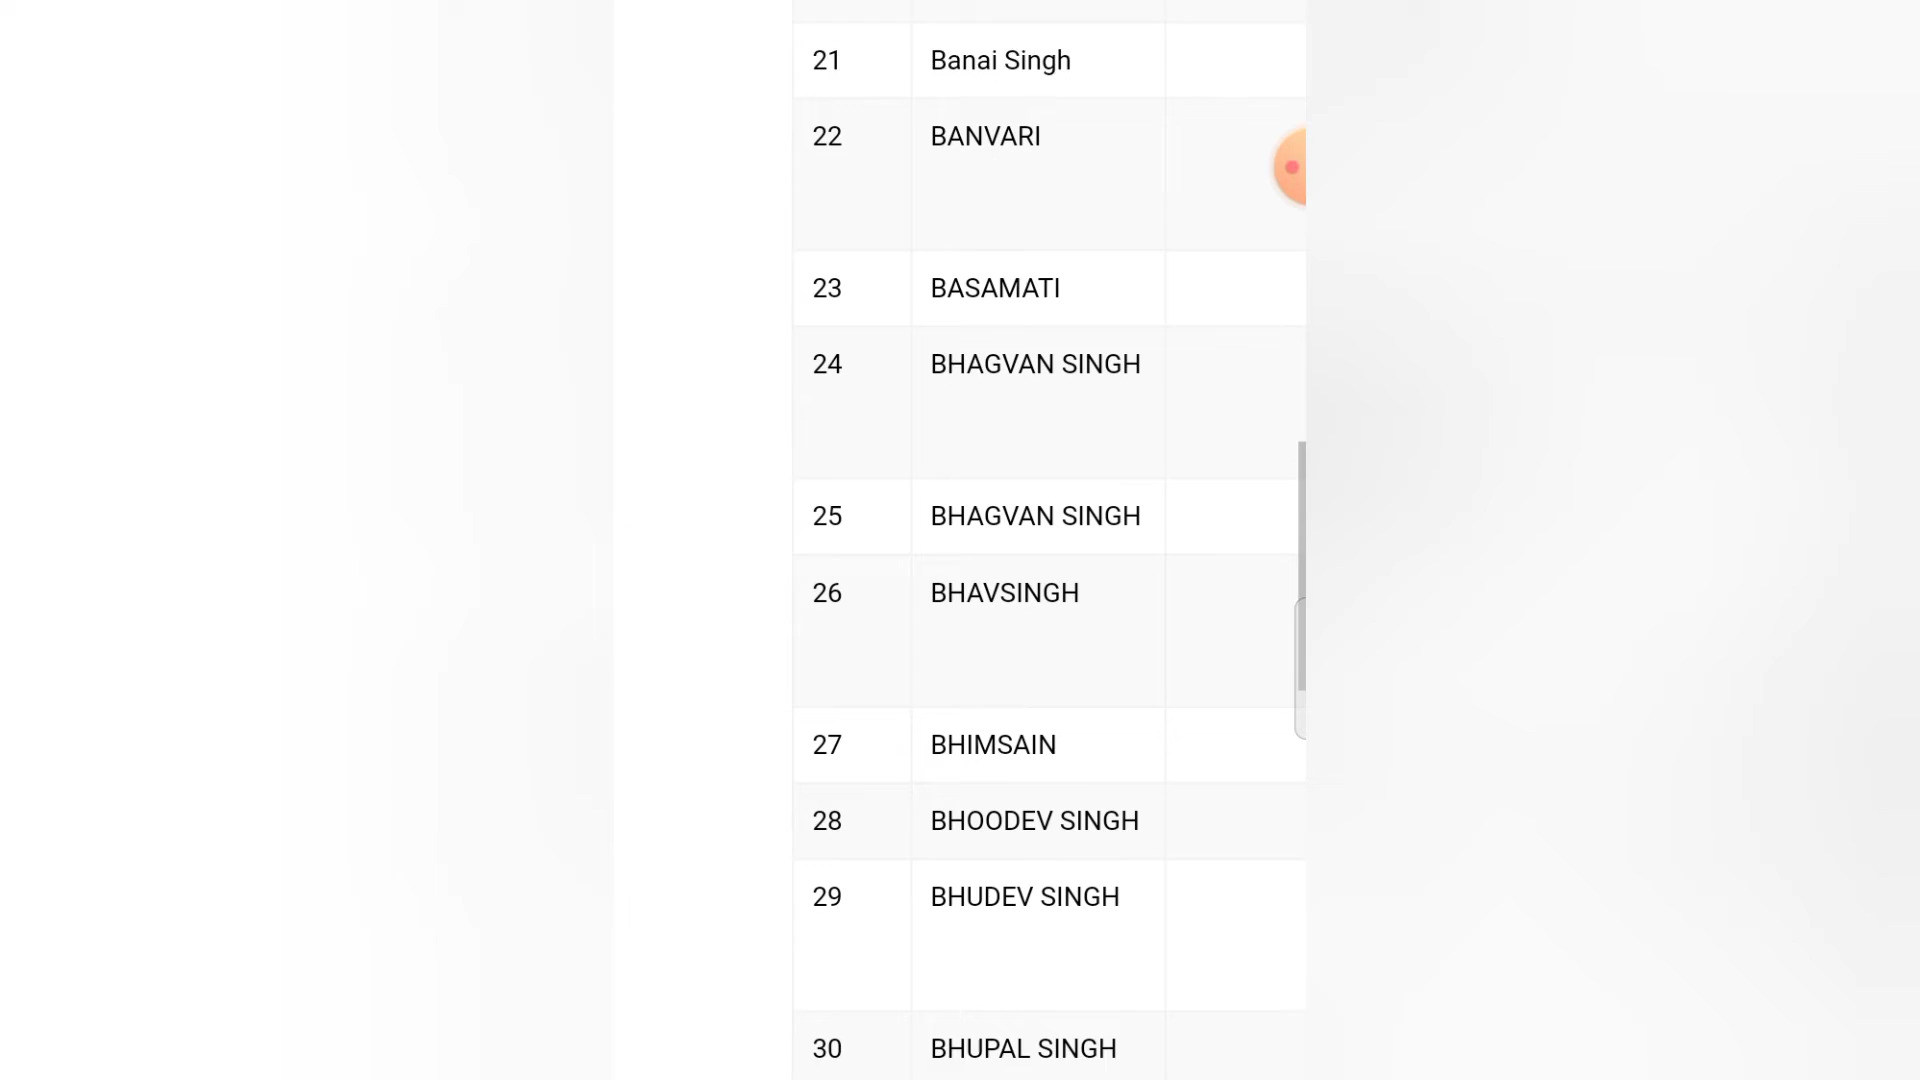 21 Banai Singh
22 BANVARI
23 BASAMATI
24 BHAGVAN SINGH
25 BHAGVAN SINGH
26 BHAVSINGH
27 BHIMSAIN
28 BHOODEV SINGH
29 BHUDEV SINGH
30 BHUPAL SINGH